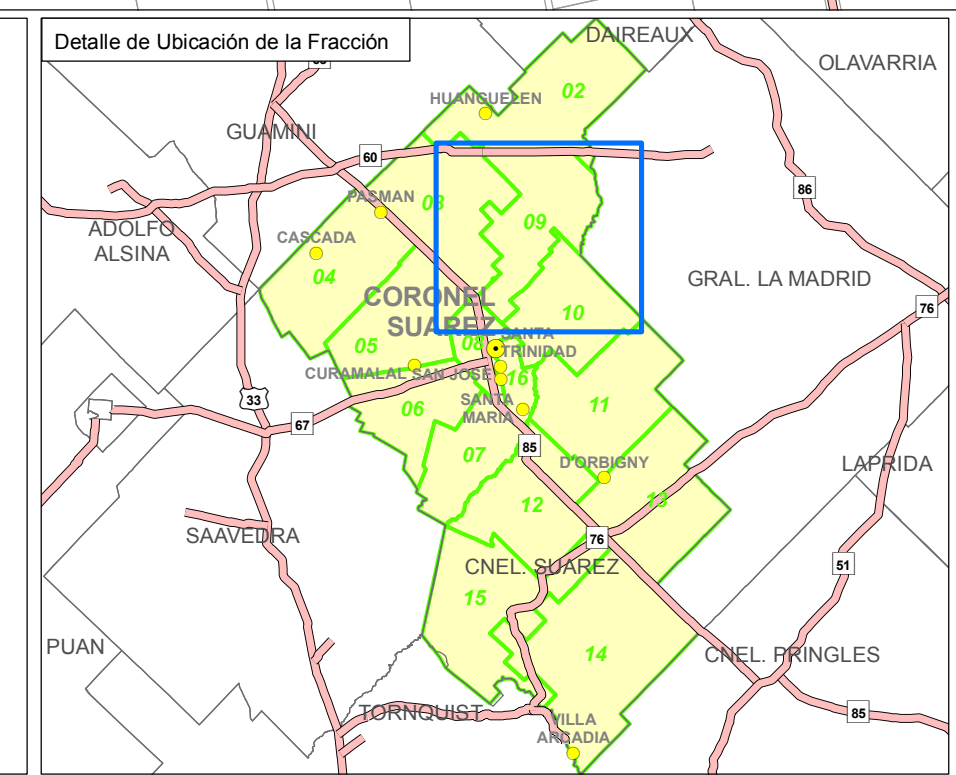 Detalle de Ubicación de la Fracción
DAIREAUX
OLAVARRIA
02
HUANGUELEN
GUAMINI
60
86
PASMAN
03
ADOLFO
ALSINA
CASCADA
09
04
GRAL. LA MADRID
CORONEL
SUAREZ
10
76
SANTA
TRINIDAD
05
08
CURAMALAL
SAN JOSE
16
33
06
SANTA
MARIA
11
67
85
07
D'ORBIGNY
LAPRIDA
12
13
SAAVEDRA
76
CNEL. SUAREZ
51
15
PUAN
14
CNEL. PRINGLES
TORNQUIST
85
VILLA
ARCADIA